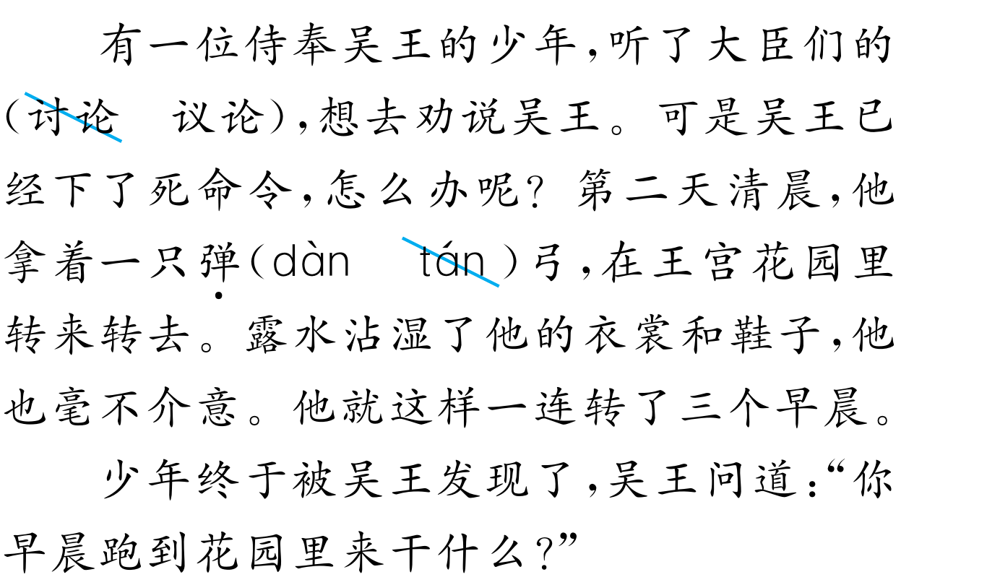 有一位侍奉吴王的少年，听了大臣们的
（讨论　议论），想去劝说吴王。可是吴王已
经下了死命令，怎么办呢？第二天清晨，他
拿着一只弹（dàn　tán）弓，在王宫花园里
转来转去。露水沾湿了他的衣裳和鞋子，他
也毫不介意。他就这样一连转了三个早晨。
少年终于被吴王发现了，吴王问道：“你
早晨跑到花园里来干什么？”